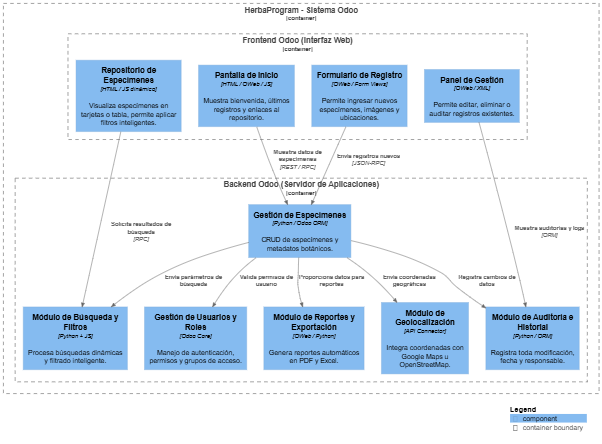 HerbaProgram - Sistema Odoo
[container]
Frontend Odoo (Interfaz Web)
[container]
Repositorio de
Especímenes
[HTML / JS dinámico]
Visualiza especímenes en
tarjetas o tabla, permite aplicar
filtros inteligentes.
Pantalla de Inicio
[HTML / OWeb / JS]
Muestra bienvenida, últimos
registros y enlaces al
repositorio.
Formulario de Registro
[OWeb / Form Views]
Permite ingresar nuevos
especímenes, imágenes y
ubicaciones.
Panel de Gestión
[OWeb / XML]
Permite editar, eliminar o
auditar registros existentes.
Muestra datos de
especímenes
[REST / RPC]
Envía registros nuevos
[JSON-RPC]
Backend Odoo (Servidor de Aplicaciones)
[container]
Gestión de Especímenes
[Python / Odoo ORM]
CRUD de especímenes y
metadatos botánicos.
Solicita resultados de
búsqueda
[RPC]
Muestra auditorías y logs
[ORM]
Envía parámetros de
búsqueda
Valida permisos de
usuario
Proporciona datos para
reportes
Envía coordenadas
geográficas
Registra cambios de
datos
Módulo de Búsqueda y
Filtros
[Python + JS]
Procesa búsquedas dinámicas
y filtrado inteligente.
Gestión de Usuarios y
Roles
[Odoo Core]
Manejo de autenticación,
permisos y grupos de acceso.
Módulo de Reportes y
Exportación
[OWeb / Python]
Genera reportes automáticos
en PDF y Excel.
Módulo de
Geolocalización
[API Connector]
Integra coordenadas con
Google Maps u
OpenStreetMap.
Módulo de Auditoría e
Historial
[Python / ORM]
Registra toda modificación,
fecha y responsable.
Legend
component
container boundary